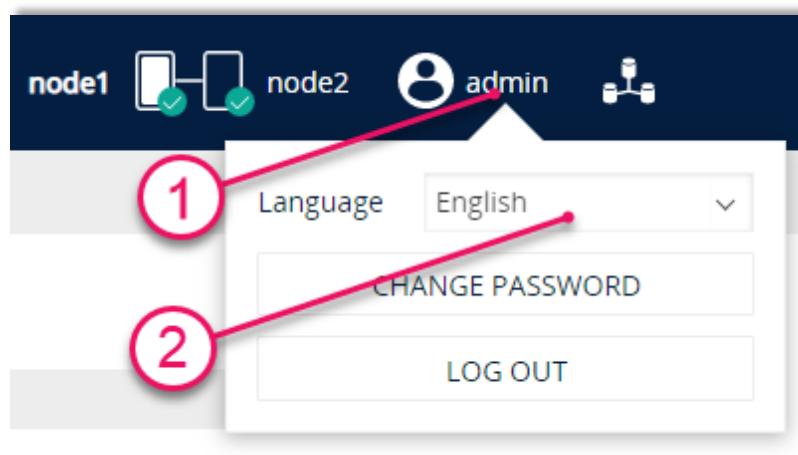 node1 node2 admin
1
Language English
CHANGE PASSWORD
2
LOG OUT